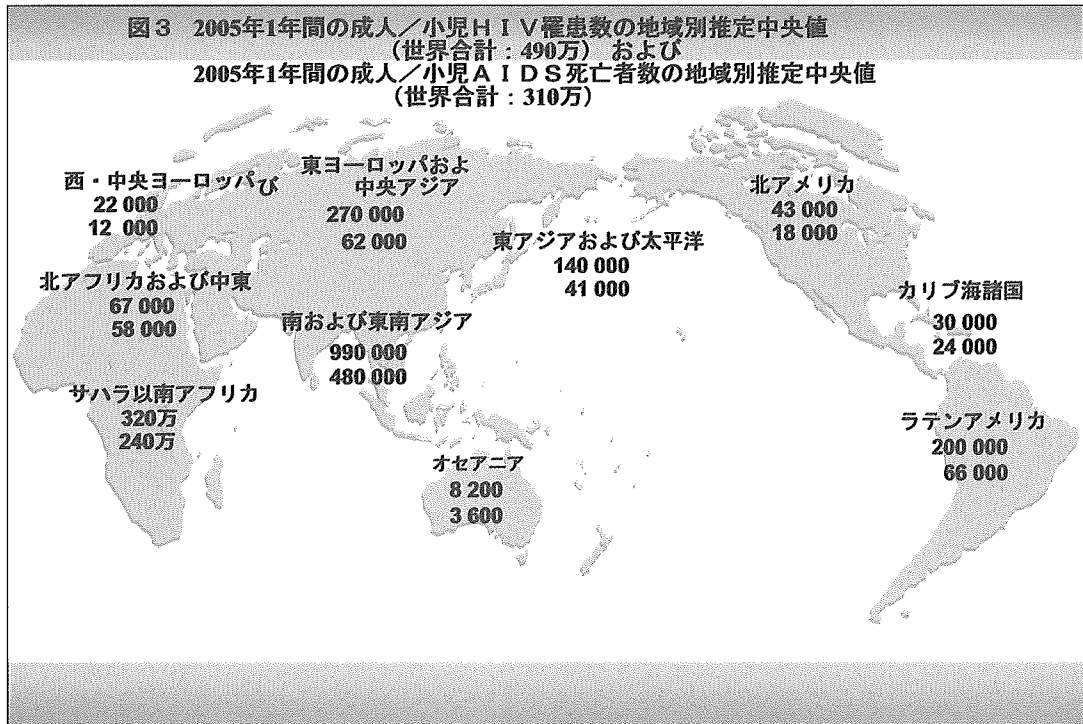 図3 2005年1年間の成人／小児ＨＩＶ罹患数の地域別推定中央値
(世界合計：490万) および
2005年1年間の成人／小児ＡＩＤＳ死亡者数の地域別推定中央値
(世界合計：310万)
西・中央ヨーロッパび
22 000
12 000
東ヨーロッパおよ
中央アジア
270 000
62 000
北アメリカ
43 000
18 000
東アジアおよび太平洋
140 000
41 000
北アフリカおよび中東
67 000
58 000
カリブ海諸国
30 000
24 000
南および東南アジア
990 000
480 000
サハラ以南アフリカ
320万
240万
ラテンアメリカ
200 000
66 000
オセアニア
8 200
3 600